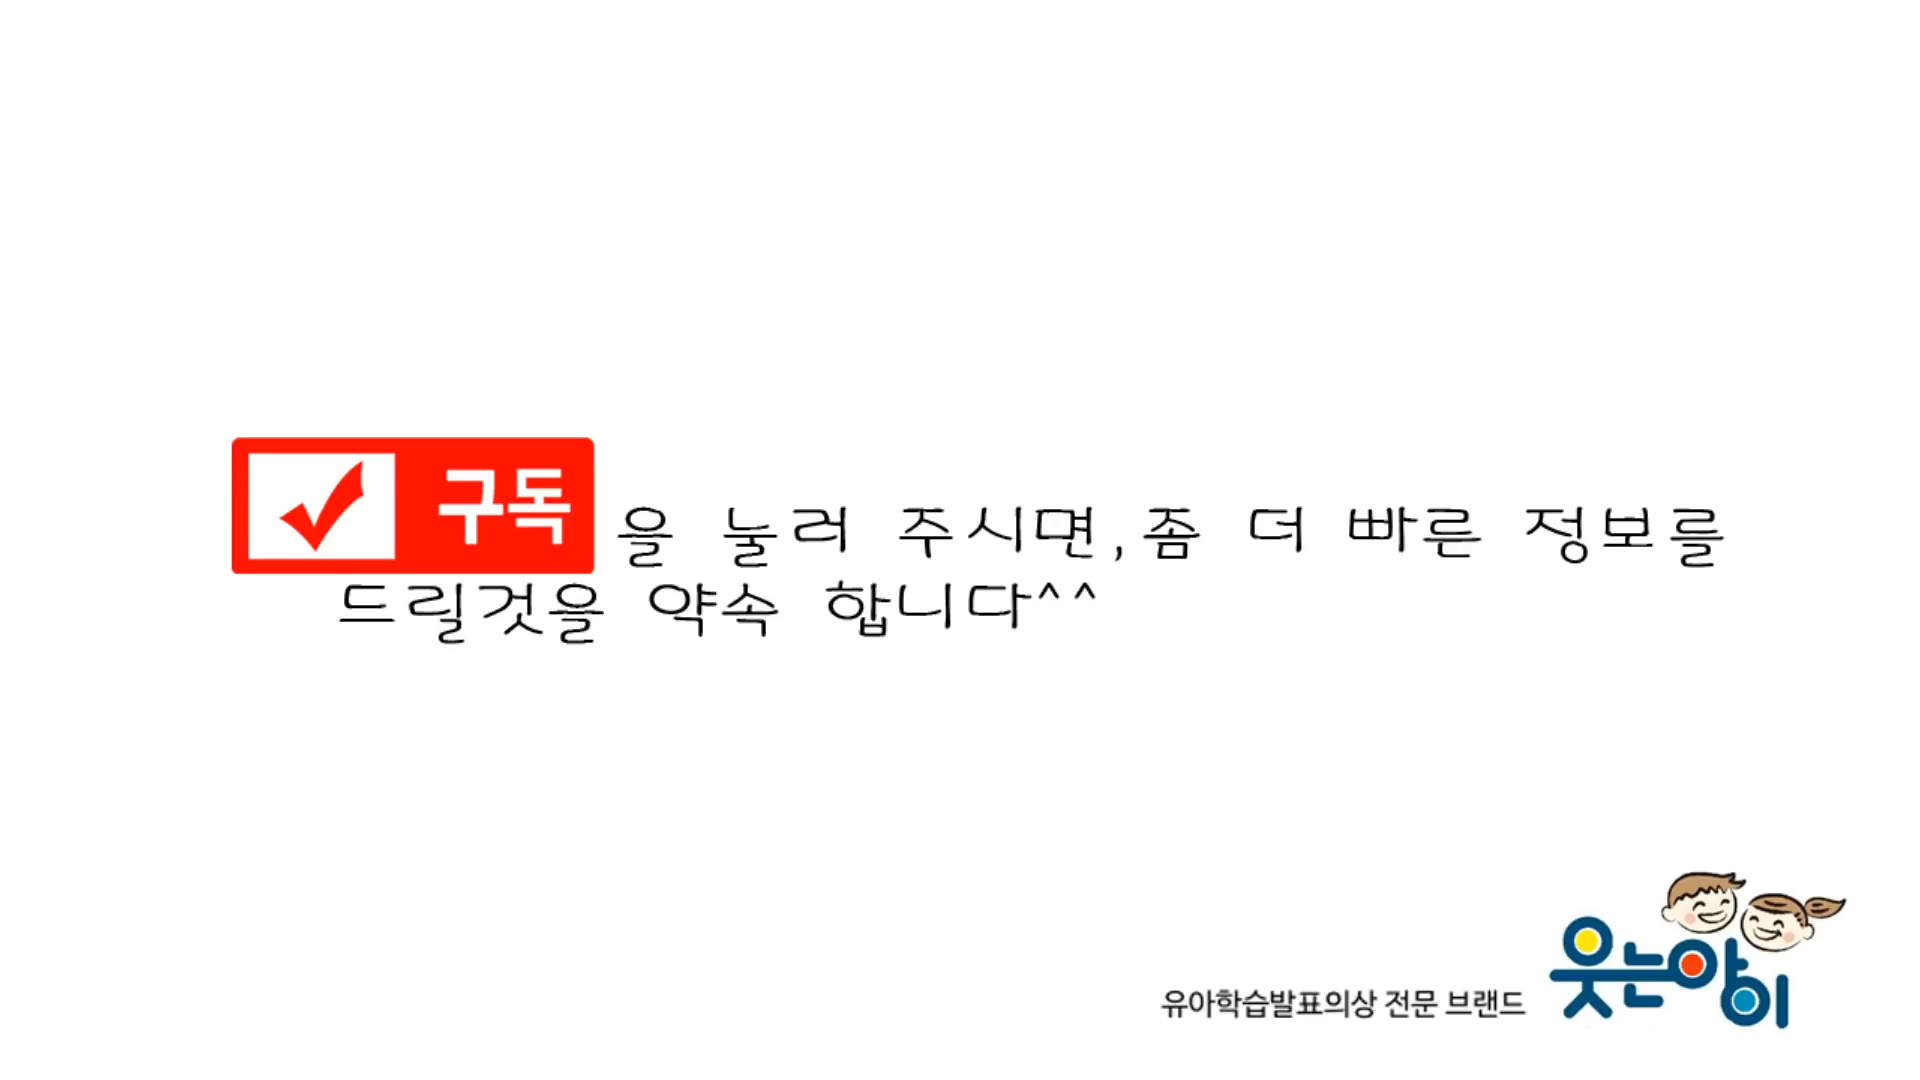 구독을 눌러 주시면,좀 더 빠른 정보를
드릴것을 약속 합니다^^
유아학습발표의상 전문 브랜드
웃는아이